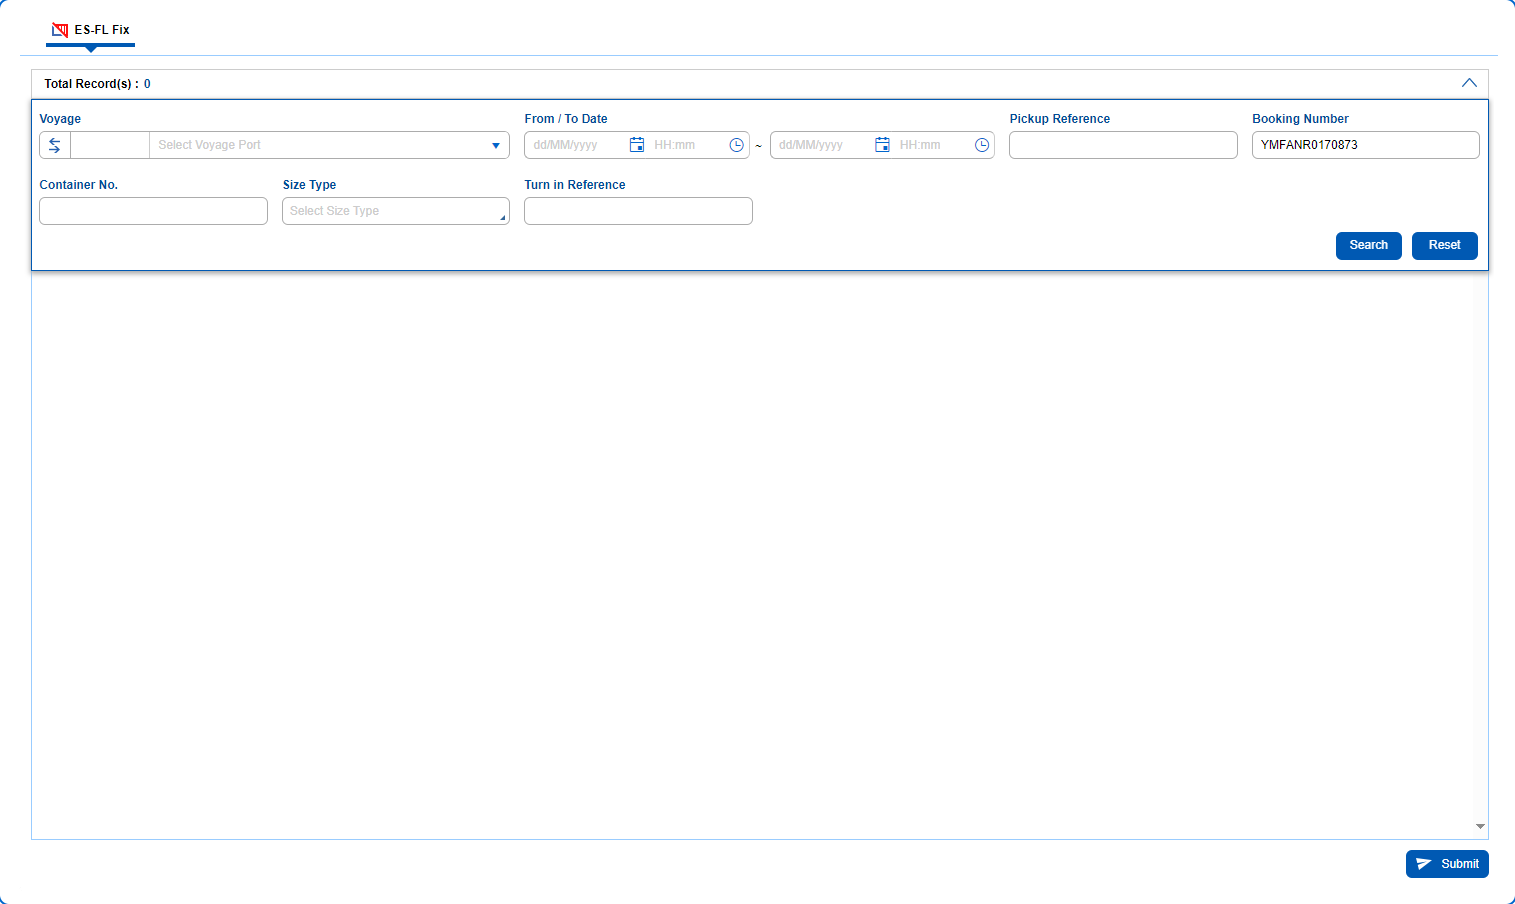 ES-FL Fix
Total Record(s) : 0
Voyage
From / To Date
Pickup Reference
Booking Number
Select Voyage Port
dd/MM/yyyy
HH:mm
~
dd/MM/yyyy
HH:mm
YMFANR0170873
Container No.
Size Type
Turn in Reference
Select Size Type
Search
Reset
Submit